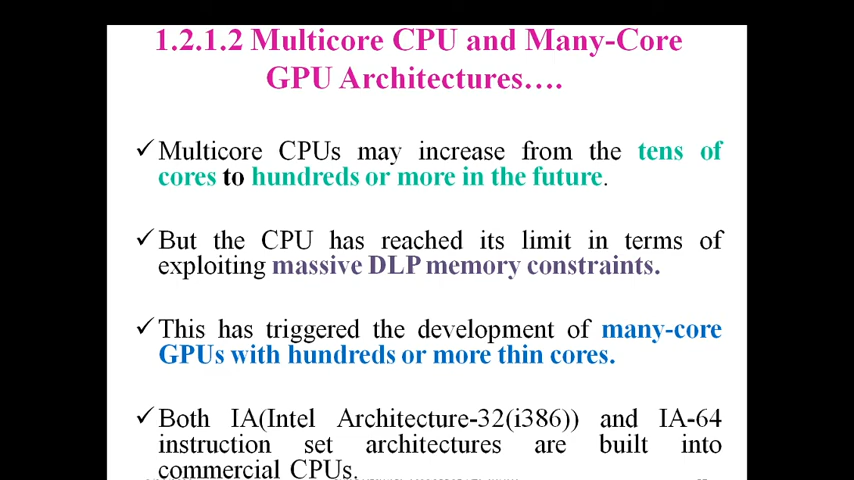 1.2.1.2 Multicore CPU and Many-Core
GPU Architectures….
✓Multicore CPUs may increase from the tens of
cores to hundreds or more in the future.
✓But the CPU has reached its limit in terms of
exploiting massive DLP memory constraints.
✓This has triggered the development of many-core
GPUs with hundreds or more thin cores.
✓Both IA(Intel Architecture-32(i386)) and IA-64
instruction set architectures are built into
commercial CPUs.